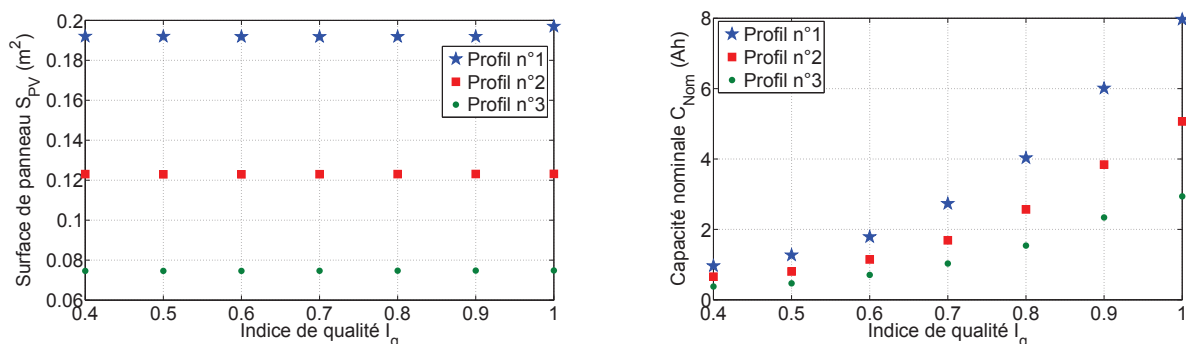 Surface de panneau S_PV (m²)
0.2
0.18
0.16
0.14
0.12
0.1
0.08
0.06
0.4 0.5 0.6 0.7 0.8 0.9 1
Indice de qualité I_q
Profil n°1
Profil n°2
Profil n°3
Capacité nominale C_Nom (Ah)
8
6
4
2
0
0.4 0.5 0.6 0.7 0.8 0.9 1
Indice de qualité I_q
Profil n°1
Profil n°2
Profil n°3